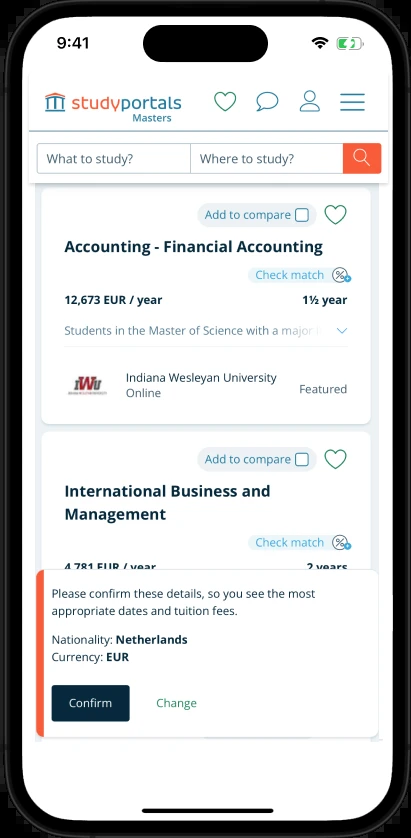 9:41
studyportals
Masters
What to study?
Where to study?
Add to compare
Accounting - Financial Accounting
Check match
12,673 EUR / year
1½ year
Students in the Master of Science with a major
IWU
Indiana Wesleyan University
Online
Featured
Add to compare
International Business and
Management
Check match
4,781 EUR / year
2 years
Please confirm these details, so you see the most
appropriate dates and tuition fees.
Nationality: Netherlands
Currency: EUR
Confirm
Change